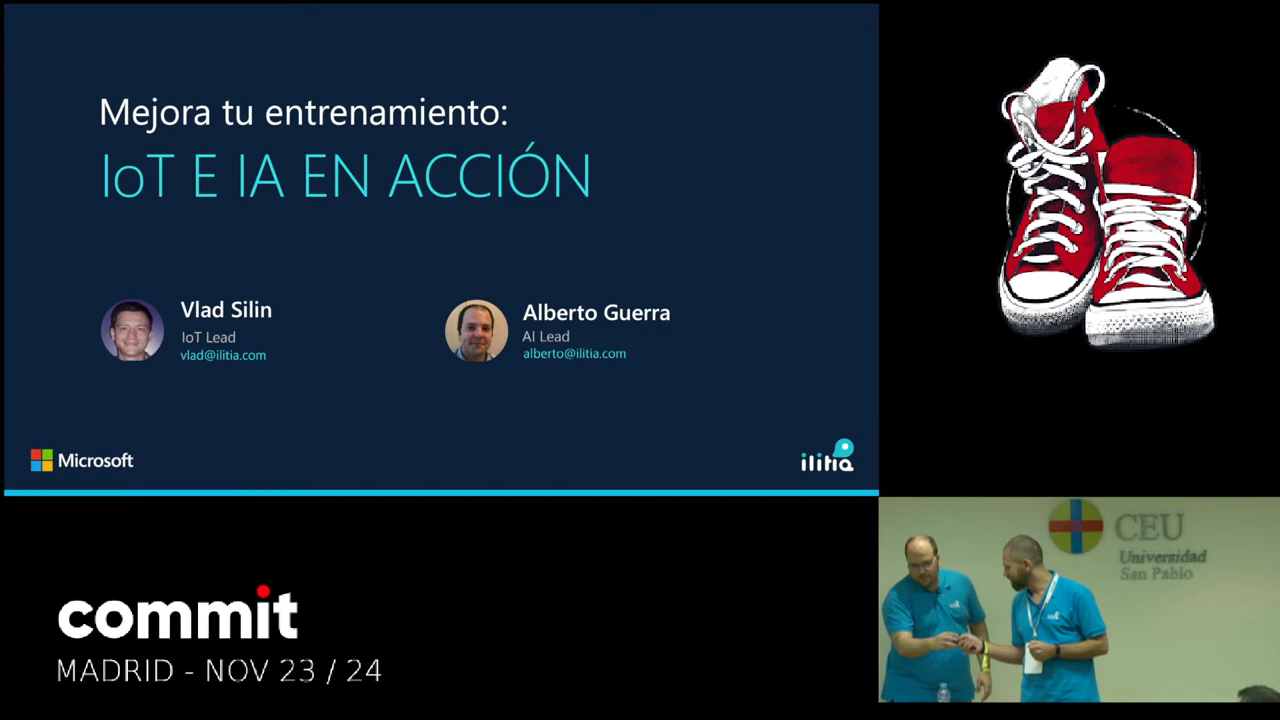 Mejora tu entrenamiento:
IoT E IA EN ACCIÓN
Vlad Silin
IoT Lead
vlad@ilitia.com
Alberto Guerra
AI Lead
alberto@ilitia.com
Microsoft
ilitia
commit
MADRID - NOV 23 / 24
CEU
Universidad
San Pablo